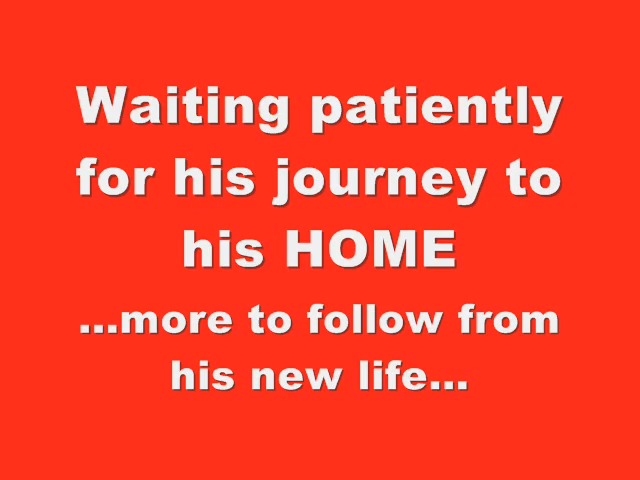 Waiting patiently
for his journey to
his HOME
...more to follow from
his new life...